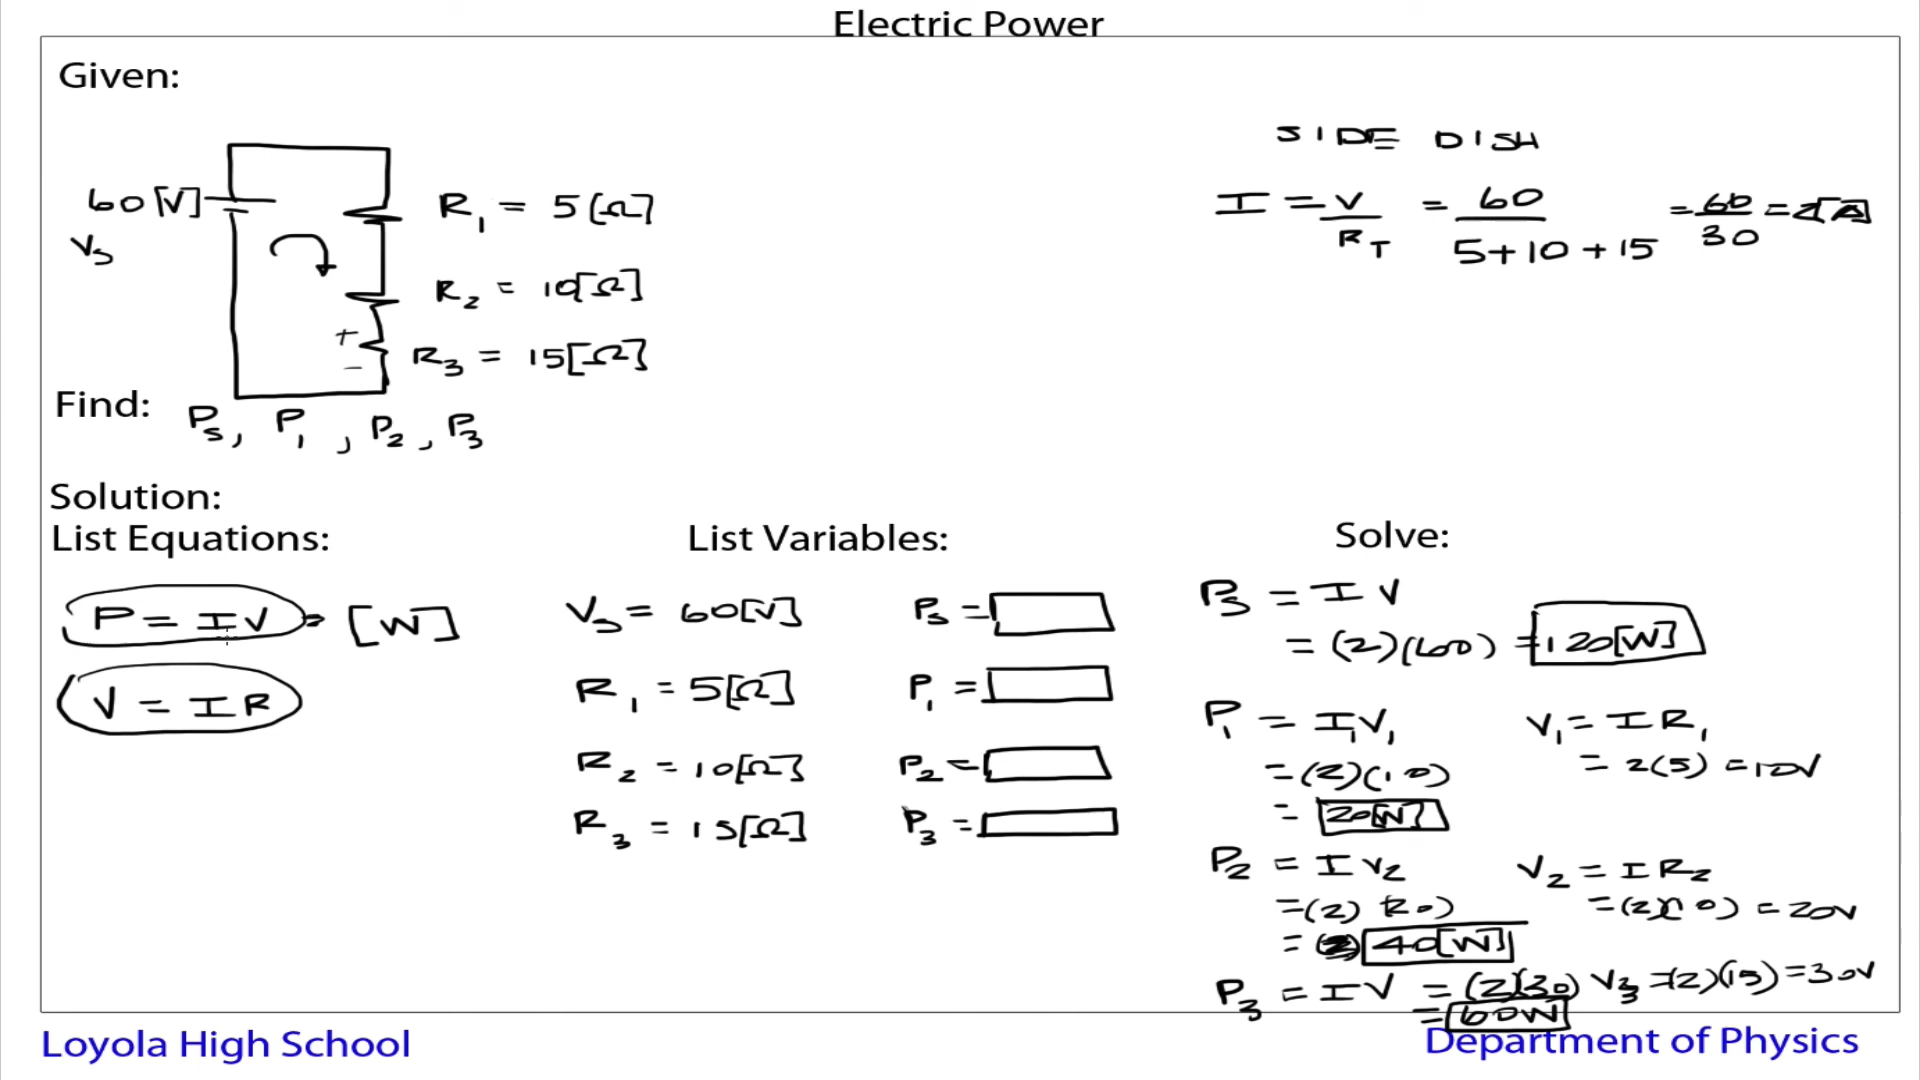 Electric Power
Given:
60[V]
Vs
R1 = 5[Ω]
R2 = 10[Ω]
+
-
R3 = 15[Ω]
SIDE DISH
I = V/RT = 60/(5+10+15) = 60/30 = 2[A]
Find: Ps, P1, P2, P3
Solution:
List Equations:
P = IV = [W]
V = IR
List Variables:
Vs = 60[V]
Ps =
R1 = 5[Ω]
P1 =
R2 = 10[Ω]
P2 =
R3 = 15[Ω]
P3 =
Solve:
Ps = IV
= (2)(60) = 120[W]
P1 = I1V1
V1 = IR1
= (2)(10)
= 2(5) = 10V
= 20[W]
P2 = IV2
V2 = IR2
= (2)(20)
= (2)(10) = 20V
= 40[W]
P3 = IV = (2)(30)
V3 = (2)(15) = 30V
= 60W
Loyola High School
Department of Physics